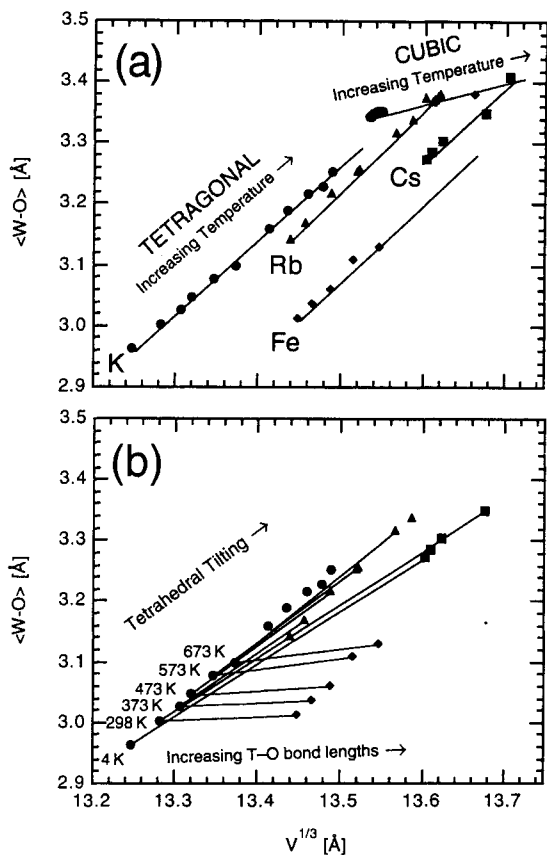 (a)
CUBIC
Increasing Temperature →
TETRAGONAL
Increasing Temperature →
K
Rb
Cs
Fe
<W-O> [Å]
3.5
3.4
3.3
3.2
3.1
3.0
2.9
(b)
Tetrahedral Tilting →
673 K
573 K
473 K
373 K
298 K
4 K
Increasing T–O bond lengths →
<W-O> [Å]
3.5
3.4
3.3
3.2
3.1
3.0
2.9
13.2 13.3 13.4 13.5 13.6 13.7
V^1/3 [Å]